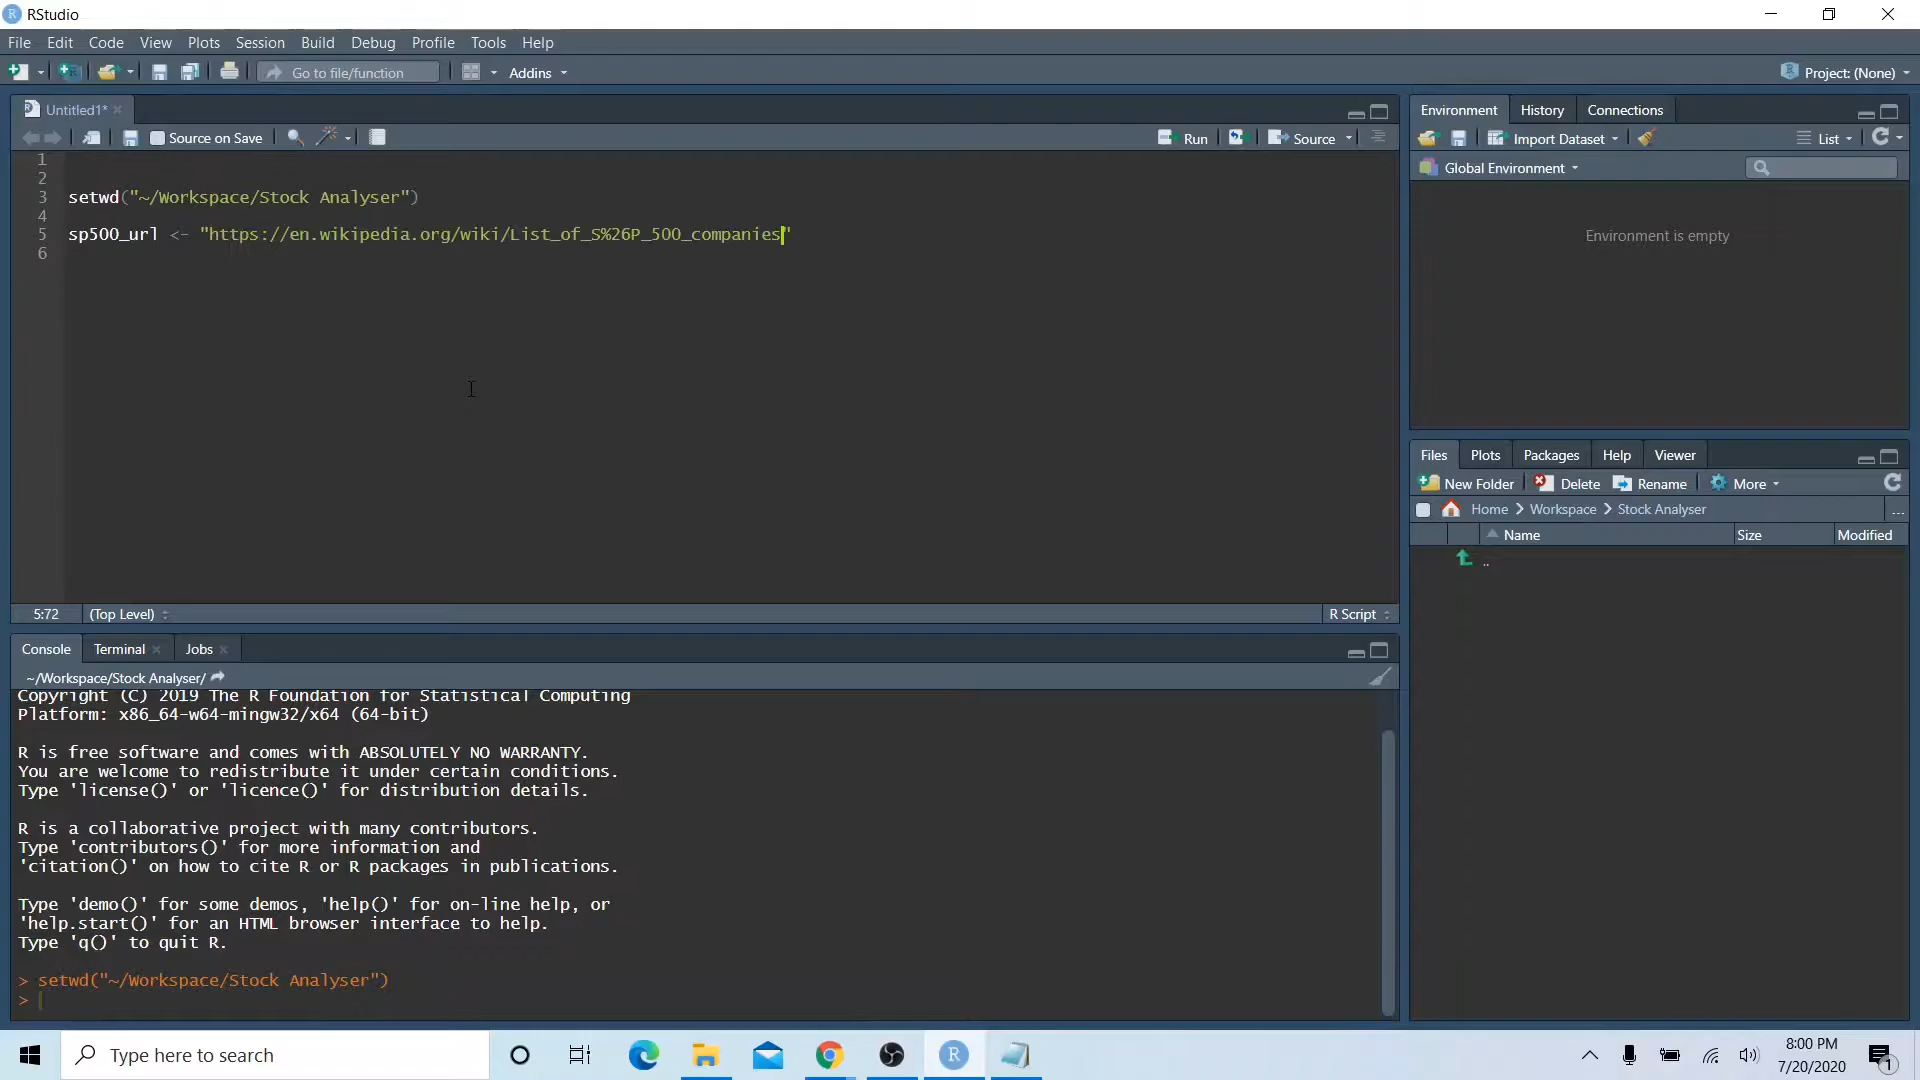 RStudio
File Edit Code View Plots Session Build Debug Profile Tools Help
Go to file/function Addins Project: (None)
Untitled1*
Source on Save Run Source
1
2
3 setwd("~/Workspace/Stock Analyser")
4
5 sp500_url <- "https://en.wikipedia.org/wiki/List_of_S%26P_500_companies"
6
5:72 (Top Level) R Script
Console Terminal Jobs
~/Workspace/Stock Analyser/
Copyright (C) 2019 The R Foundation for Statistical Computing
Platform: x86_64-w64-mingw32/x64 (64-bit)
R is free software and comes with ABSOLUTELY NO WARRANTY.
You are welcome to redistribute it under certain conditions.
Type 'license()' or 'licence()' for distribution details.
R is a collaborative project with many contributors.
Type 'contributors()' for more information and
'citation()' on how to cite R or R packages in publications.
Type 'demo()' for some demos, 'help()' for on-line help, or
'help.start()' for an HTML browser interface to help.
Type 'q()' to quit R.
> setwd("~/Workspace/Stock Analyser")
>
Environment History Connections
Import Dataset List
Global Environment
Environment is empty
Files Plots Packages Help Viewer
New Folder Delete Rename More
Home Workspace Stock Analyser ...
Name Size Modified
..
Type here to search
8:00 PM
7/20/2020
1